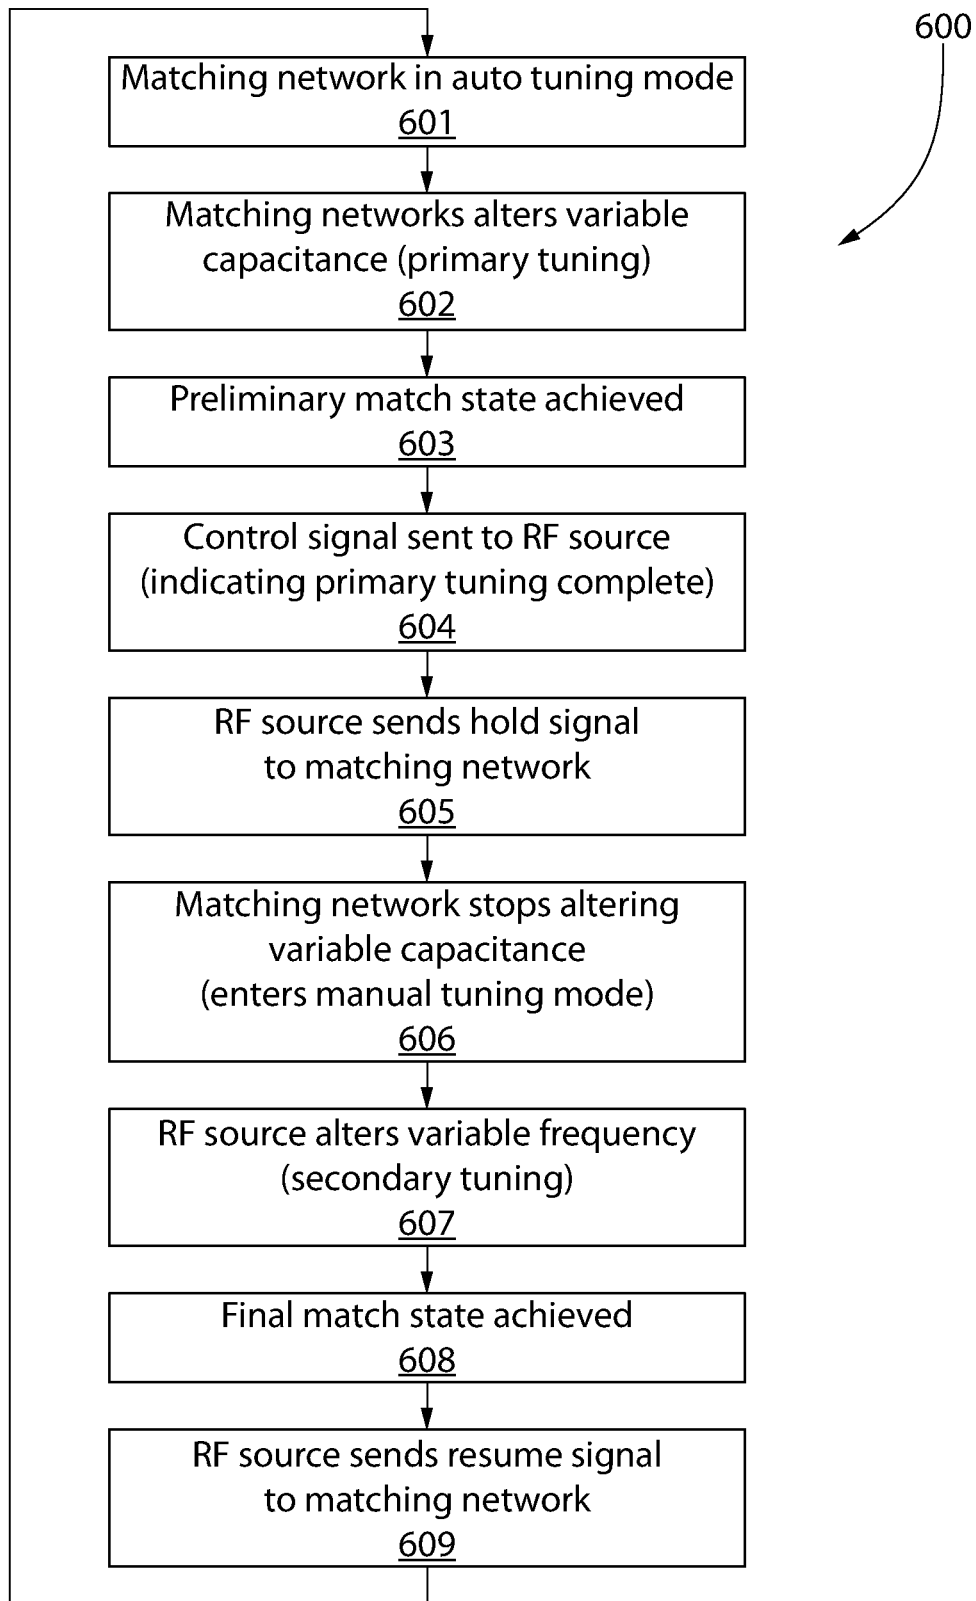 600
Matching network in auto tuning mode
601
Matching networks alters variable
capacitance (primary tuning)
602
Preliminary match state achieved
603
Control signal sent to RF source
(indicating primary tuning complete)
604
RF source sends hold signal
to matching network
605
Matching network stops altering
variable capacitance
(enters manual tuning mode)
606
RF source alters variable frequency
(secondary tuning)
607
Final match state achieved
608
RF source sends resume signal
to matching network
609